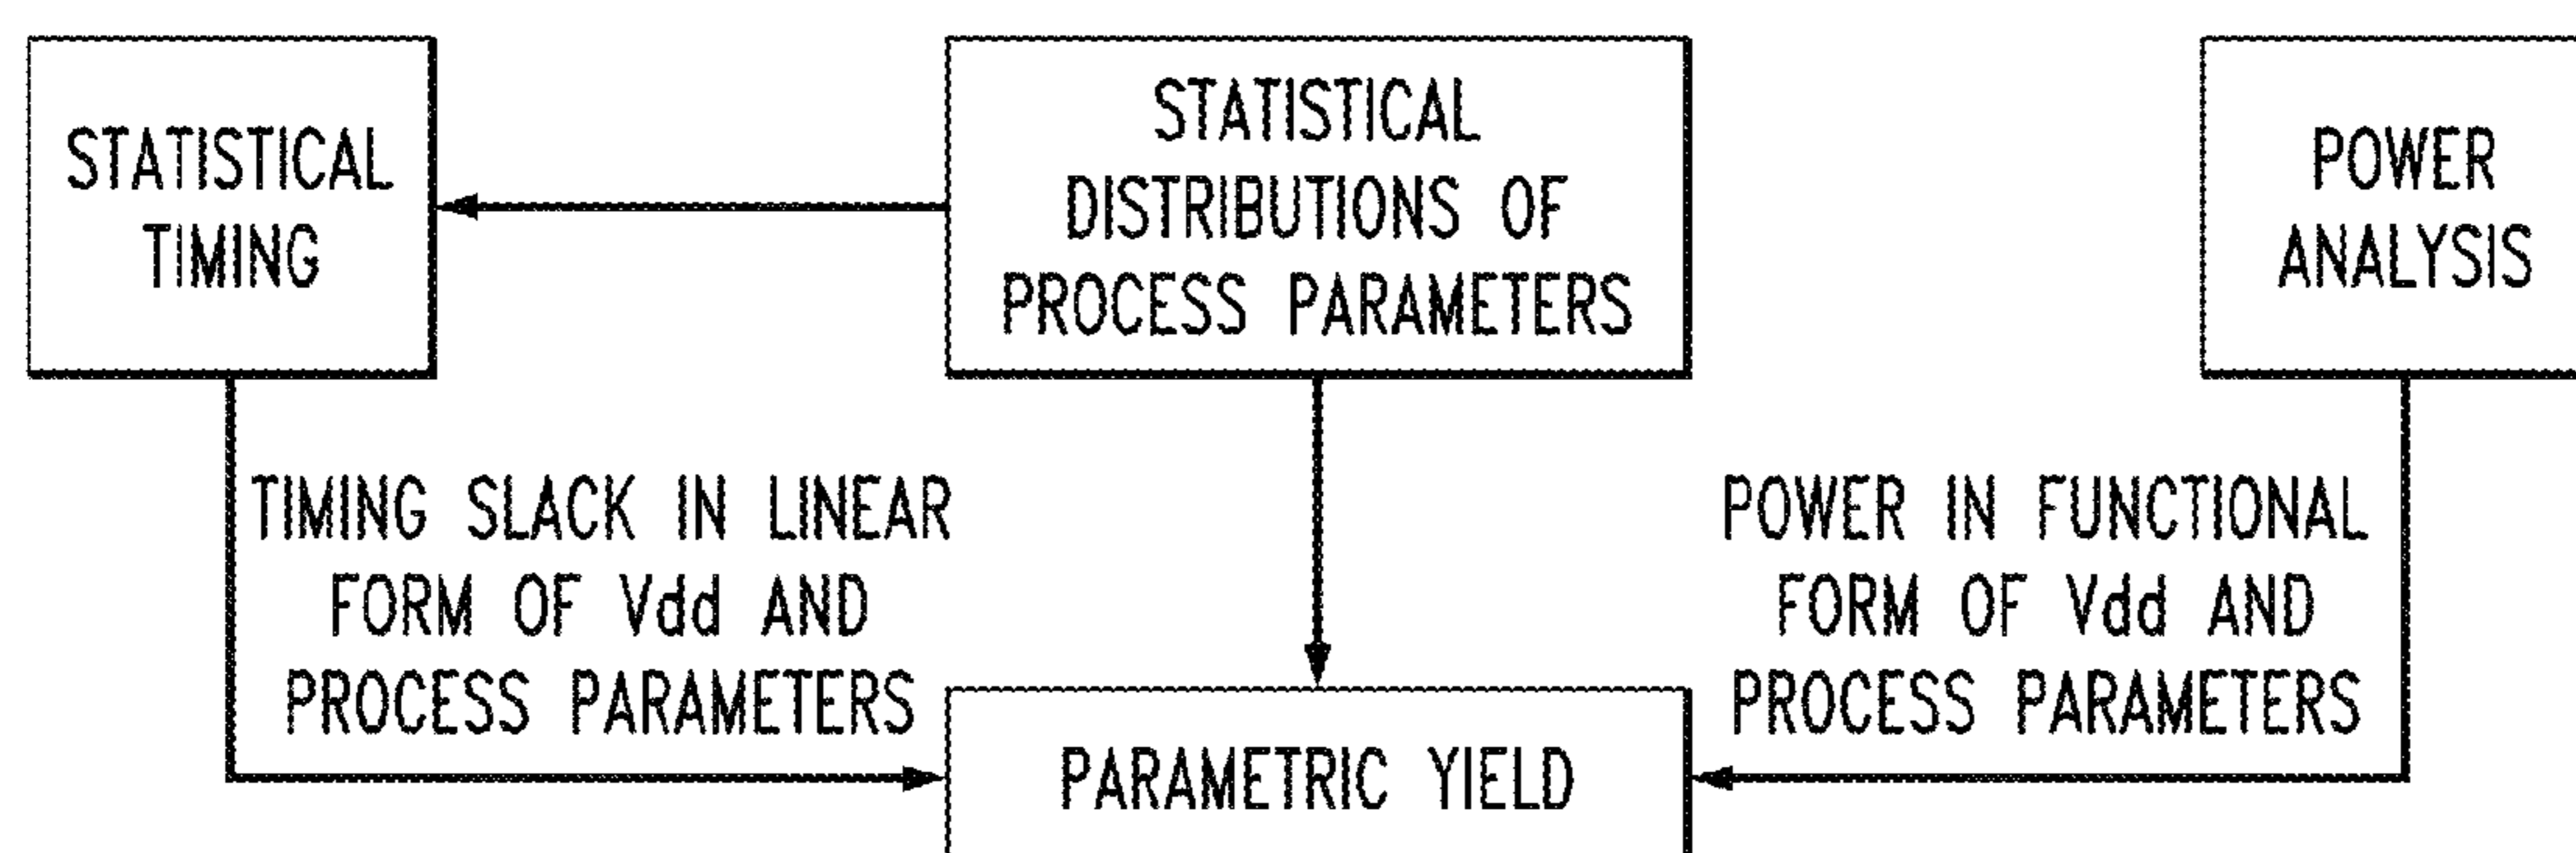 STATISTICAL
TIMING
STATISTICAL
DISTRIBUTIONS OF
PROCESS PARAMETERS
POWER
ANALYSIS
TIMING SLACK IN LINEAR
FORM OF Vdd AND
PROCESS PARAMETERS
POWER IN FUNCTIONAL
FORM OF Vdd AND
PROCESS PARAMETERS
PARAMETRIC YIELD